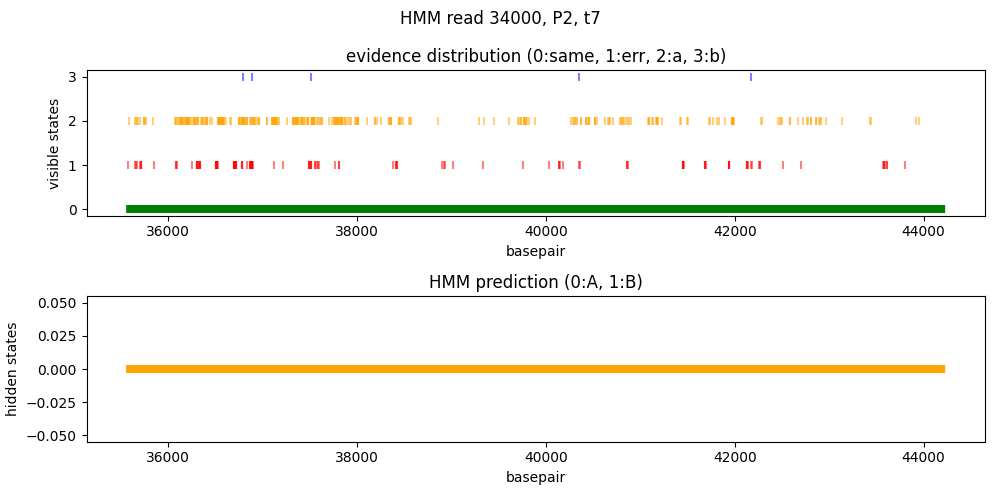 HMM read 34000, P2, t7
evidence distribution (0:same, 1:err, 2:a, 3:b)
visible states
3
2
1
0
36000 38000 40000 42000 44000
basepair
HMM prediction (0:A, 1:B)
hidden states
0.050
0.025
0.000
−0.025
−0.050
36000 38000 40000 42000 44000
basepair